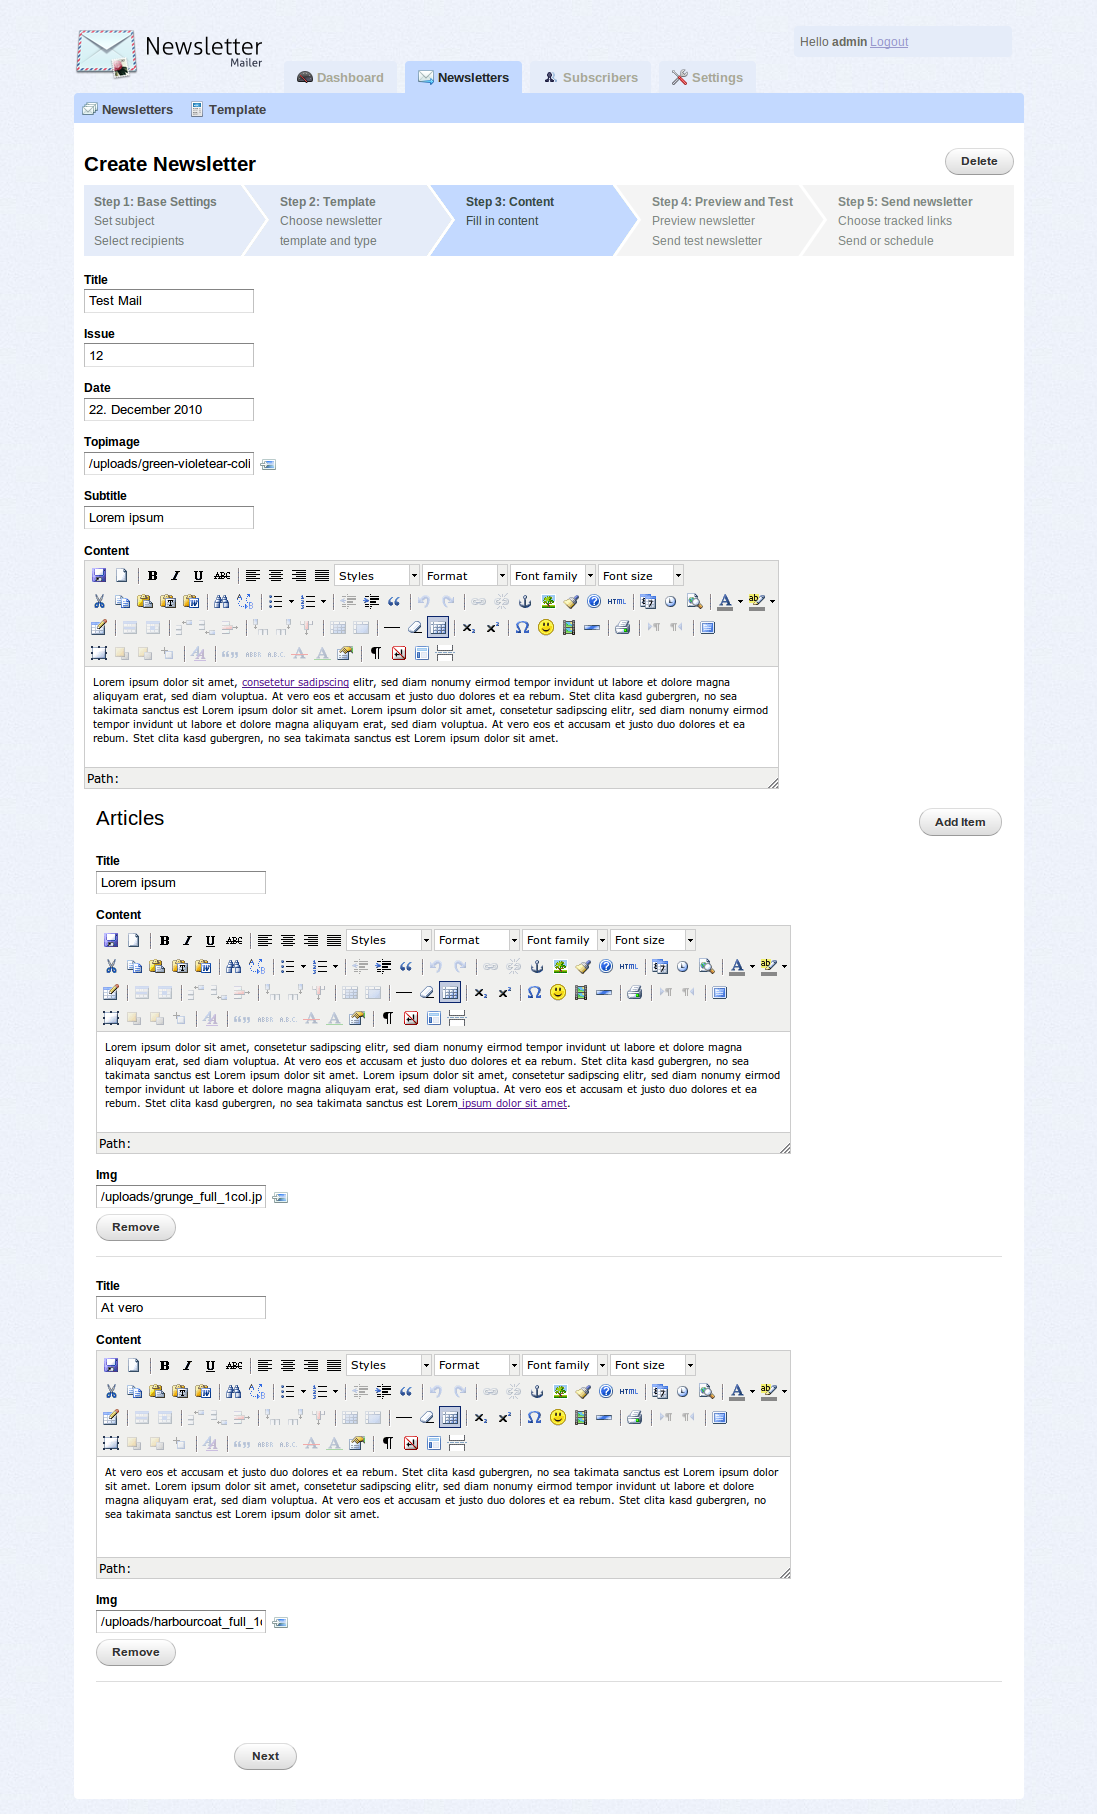 Newsletter
Mailer
Hello admin Logout
Dashboard Newsletters Subscribers Settings
Newsletters Template
Create Newsletter Delete
Step 1: Base Settings Step 2: Template Step 3: Content Step 4: Preview and Test Step 5: Send newsletter
Set subject Choose newsletter Fill in content Preview newsletter Choose tracked links
Select recipients template and type Send test newsletter Send or schedule
Title
Test Mail
Issue
12
Date
22. December 2010
Topimage
/uploads/green-violetear-coli
Subtitle
Lorem ipsum
Content
B I U ABC Styles Format Font family Font size
HTML
Lorem ipsum dolor sit amet, consetetur sadipscing elitr, sed diam nonumy eirmod tempor invidunt ut labore et dolore magna
aliquyam erat, sed diam voluptua. At vero eos et accusam et justo duo dolores et ea rebum. Stet clita kasd gubergren, no sea
takimata sanctus est Lorem ipsum dolor sit amet. Lorem ipsum dolor sit amet, consetetur sadipscing elitr, sed diam nonumy eirmod
tempor invidunt ut labore et dolore magna aliquyam erat, sed diam voluptua. At vero eos et accusam et justo duo dolores et ea
rebum. Stet clita kasd gubergren, no sea takimata sanctus est Lorem ipsum dolor sit amet.
Path:
Articles Add Item
Title
Lorem ipsum
Content
B I U ABC Styles Format Font family Font size
HTML
Lorem ipsum dolor sit amet, consetetur sadipscing elitr, sed diam nonumy eirmod tempor invidunt ut labore et dolore magna
aliquyam erat, sed diam voluptua. At vero eos et accusam et justo duo dolores et ea rebum. Stet clita kasd gubergren, no sea
takimata sanctus est Lorem ipsum dolor sit amet. Lorem ipsum dolor sit amet, consetetur sadipscing elitr, sed diam nonumy eirmod
tempor invidunt ut labore et dolore magna aliquyam erat, sed diam voluptua. At vero eos et accusam et justo duo dolores et ea
rebum. Stet clita kasd gubergren, no sea takimata sanctus est Lorem ipsum dolor sit amet.
Path:
Img
/uploads/grunge_full_1col.jp
Remove
Title
At vero
Content
B I U ABC Styles Format Font family Font size
HTML
At vero eos et accusam et justo duo dolores et ea rebum. Stet clita kasd gubergren, no sea takimata sanctus est Lorem ipsum dolor
sit amet. Lorem ipsum dolor sit amet, consetetur sadipscing elitr, sed diam nonumy eirmod tempor invidunt ut labore et dolore
magna aliquyam erat, sed diam voluptua. At vero eos et accusam et justo duo dolores et ea rebum. Stet clita kasd gubergren, no
sea takimata sanctus est Lorem ipsum dolor sit amet.
Path:
Img
/uploads/harbourcoat_full_1
Remove
Next